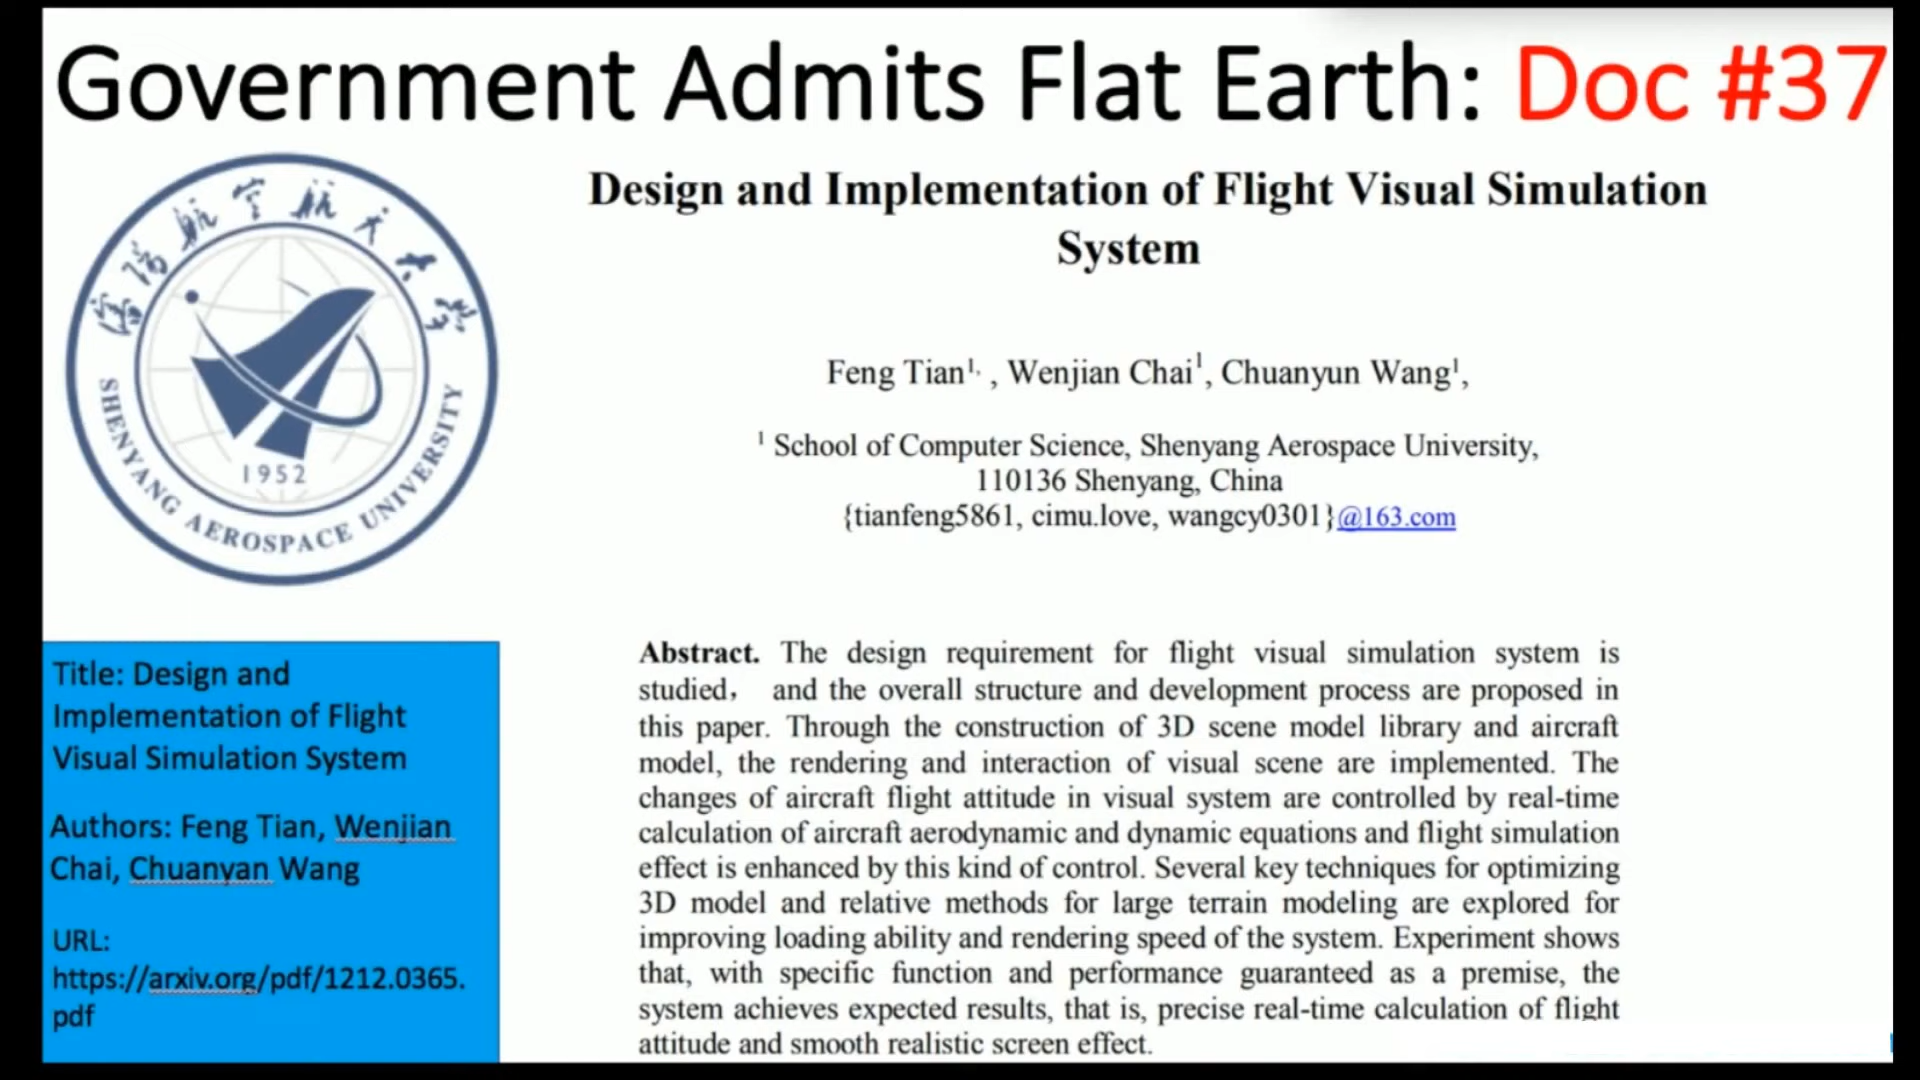 Government Admits Flat Earth: Doc #37
沈阳航空航天大学
SHENYANG AEROSPACE UNIVERSITY
1952
Design and Implementation of Flight Visual Simulation
System
Feng Tian1, , Wenjian Chai1, Chuanyun Wang1,
1 School of Computer Science, Shenyang Aerospace University,
110136 Shenyang, China
{tianfeng5861, cimu.love, wangcy0301}@163.com
Title: Design and
Implementation of Flight
Visual Simulation System
Authors: Feng Tian, Wenjian
Chai, Chuanyan Wang
URL:
https://arxiv.org/pdf/1212.0365.
pdf
Abstract. The design requirement for flight visual simulation system is
studied， and the overall structure and development process are proposed in
this paper. Through the construction of 3D scene model library and aircraft
model, the rendering and interaction of visual scene are implemented. The
changes of aircraft flight attitude in visual system are controlled by real-time
calculation of aircraft aerodynamic and dynamic equations and flight simulation
effect is enhanced by this kind of control. Several key techniques for optimizing
3D model and relative methods for large terrain modeling are explored for
improving loading ability and rendering speed of the system. Experiment shows
that, with specific function and performance guaranteed as a premise, the
system achieves expected results, that is, precise real-time calculation of flight
attitude and smooth realistic screen effect.